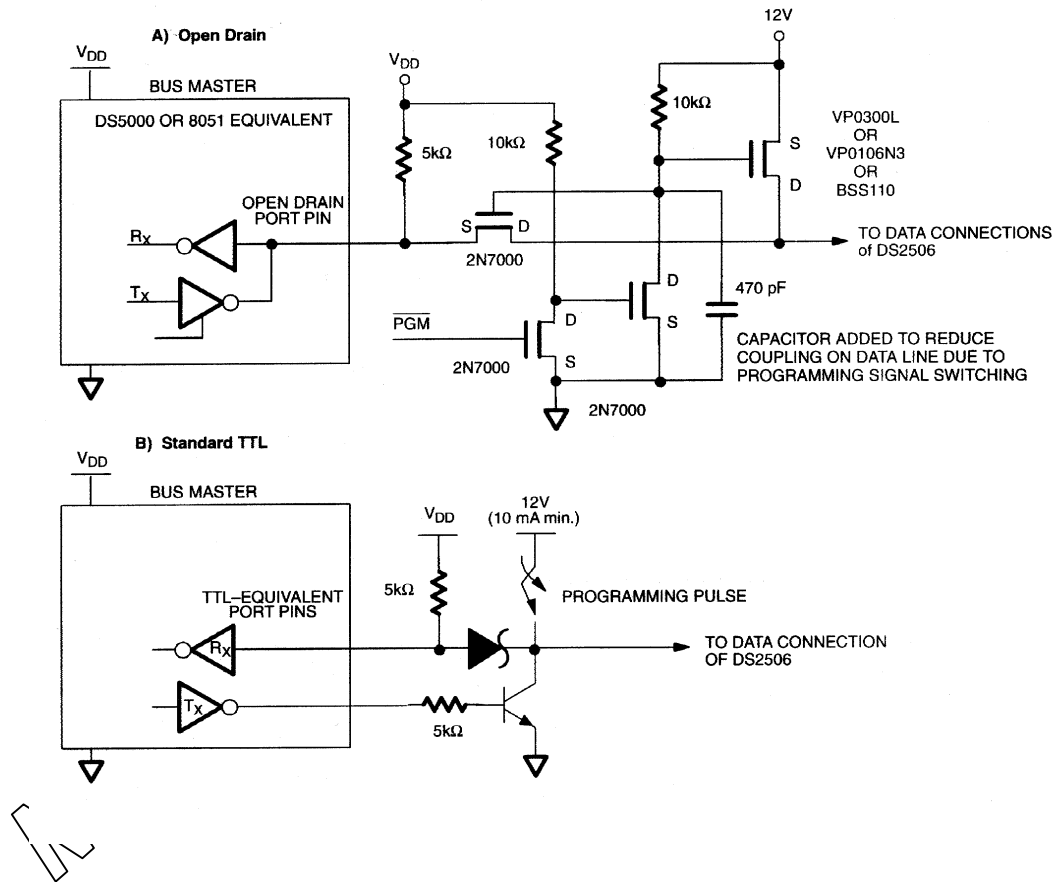 A) Open Drain
12V
VDD
VDD
BUS MASTER
DS5000 OR 8051 EQUIVALENT
5kΩ
10kΩ
10kΩ
VP0300L
OR
VP0106N3
OR
BSS110
S
D
OPEN DRAIN
PORT PIN
RX
S
D
TO DATA CONNECTIONS
of DS2506
2N7000
TX
D
470 pF
PGM
D
S
S
2N7000
CAPACITOR ADDED TO REDUCE
COUPLING ON DATA LINE DUE TO
PROGRAMMING SIGNAL SWITCHING
2N7000
B) Standard TTL
VDD
BUS MASTER
VDD
12V
(10 mA min.)
5kΩ
PROGRAMMING PULSE
TTL–EQUIVALENT
PORT PINS
RX
TO DATA CONNECTION
OF DS2506
TX
5kΩ